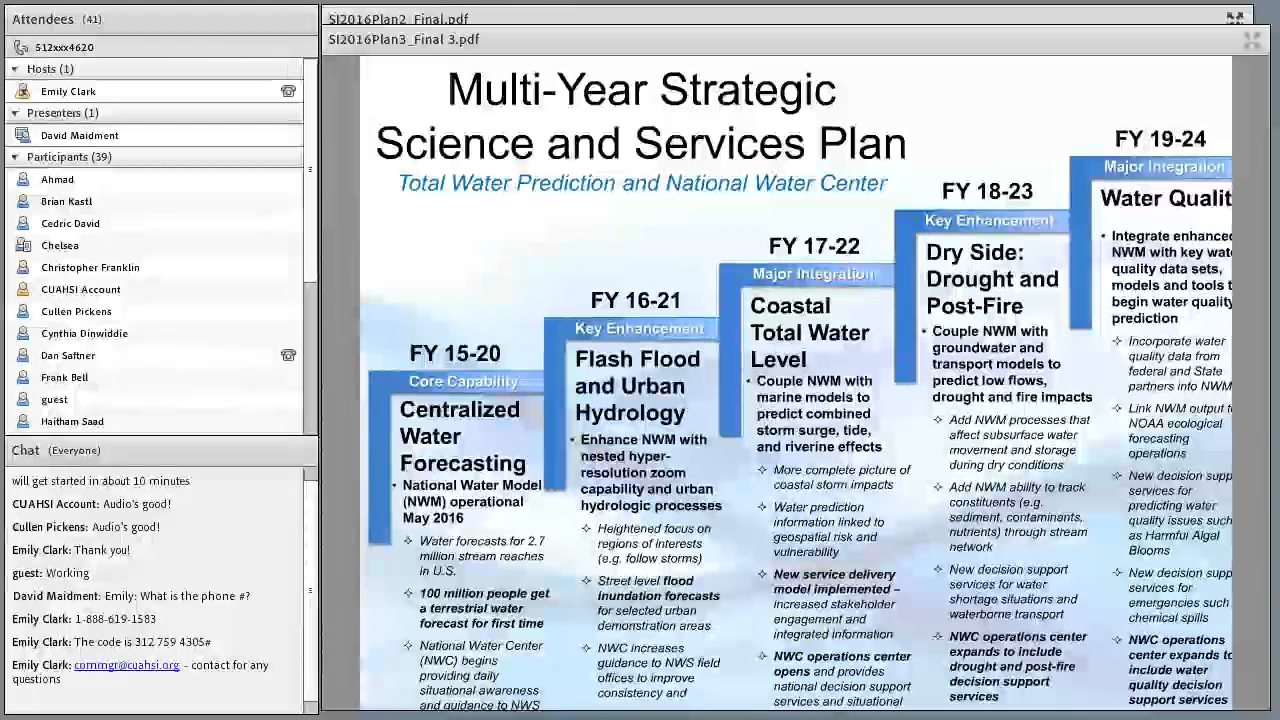 Attendees (41)
512xxx4620
Hosts (1)
Emily Clark
Presenters (1)
David Maidment
Participants (39)
Ahmad
Brian Kastl
Cedric David
Chelsea
Christopher Franklin
CUAHSI Account
Cullen Pickens
Cynthia Dinwiddie
Dan Saftner
Frank Bell
guest
Haitham Saad
Chat (Everyone)
will get started in about 10 minutes
CUAHSI Account: Audio's good!
Cullen Pickens: Audio's good!
Emily Clark: Thank you!
guest: Working
David Maidment: Emily: What is the phone #?
Emily Clark: 1-888-619-1583
Emily Clark: The code is 312 759 4305#
Emily Clark: commgr@cuahsi.org - contact for any
questions
SI2016Plan2_Final.pdf
SI2016Plan3_Final 3.pdf
Multi-Year Strategic
Science and Services Plan
Total Water Prediction and National Water Center
FY 15-20
Core Capability
Centralized
Water
Forecasting
• National Water Model
(NWM) operational
May 2016
Water forecasts for 2.7
million stream reaches
in U.S.
100 million people get
a terrestrial water
forecast for first time
National Water Center
(NWC) begins
providing daily
situational awareness
and guidance to NWS
FY 16-21
Key Enhancement
Flash Flood
and Urban
Hydrology
• Enhance NWM with
nested hyper-
resolution zoom
capability and urban
hydrologic processes
Heightened focus on
regions of interests
(e.g. follow storms)
Street level flood
inundation forecasts
for selected urban
demonstration areas
NWC increases
guidance to NWS field
offices to improve
consistency and
FY 17-22
Major Integration
Coastal
Total Water
Level
• Couple NWM with
marine models to
predict combined
storm surge, tide,
and riverine effects
More complete picture of
coastal storm impacts
Water prediction
information linked to
geospatial risk and
vulnerability
New service delivery
model implemented –
increased stakeholder
engagement and
integrated information
NWC operations center
opens and provides
national decision support
services and situational
FY 18-23
Key Enhancement
Dry Side:
Drought and
Post-Fire
• Couple NWM with
groundwater and
transport models to
predict low flows,
drought and fire impacts
Add NWM processes that
affect subsurface water
movement and storage
during dry conditions
Add NWM ability to track
constituents (e.g.
sediment, contaminants,
nutrients) through stream
network
New decision support
services for water
shortage situations and
waterborne transport
NWC operations center
expands to include
drought and post-fire
decision support
services
FY 19-24
Major Integration
Water Qualit
• Integrate enhanced
NWM with key wate
quality data sets,
models and tools t
begin water quality
prediction
Incorporate water
quality data from
federal and State
partners into NWM
Link NWM output t
NOAA ecological
forecasting
operations
New decision supp
services for
predicting water
quality issues such
as Harmful Algal
Blooms
New decision supp
services for
emergencies such
chemical spills
NWC operations
center expands to
include water
quality decision
support services